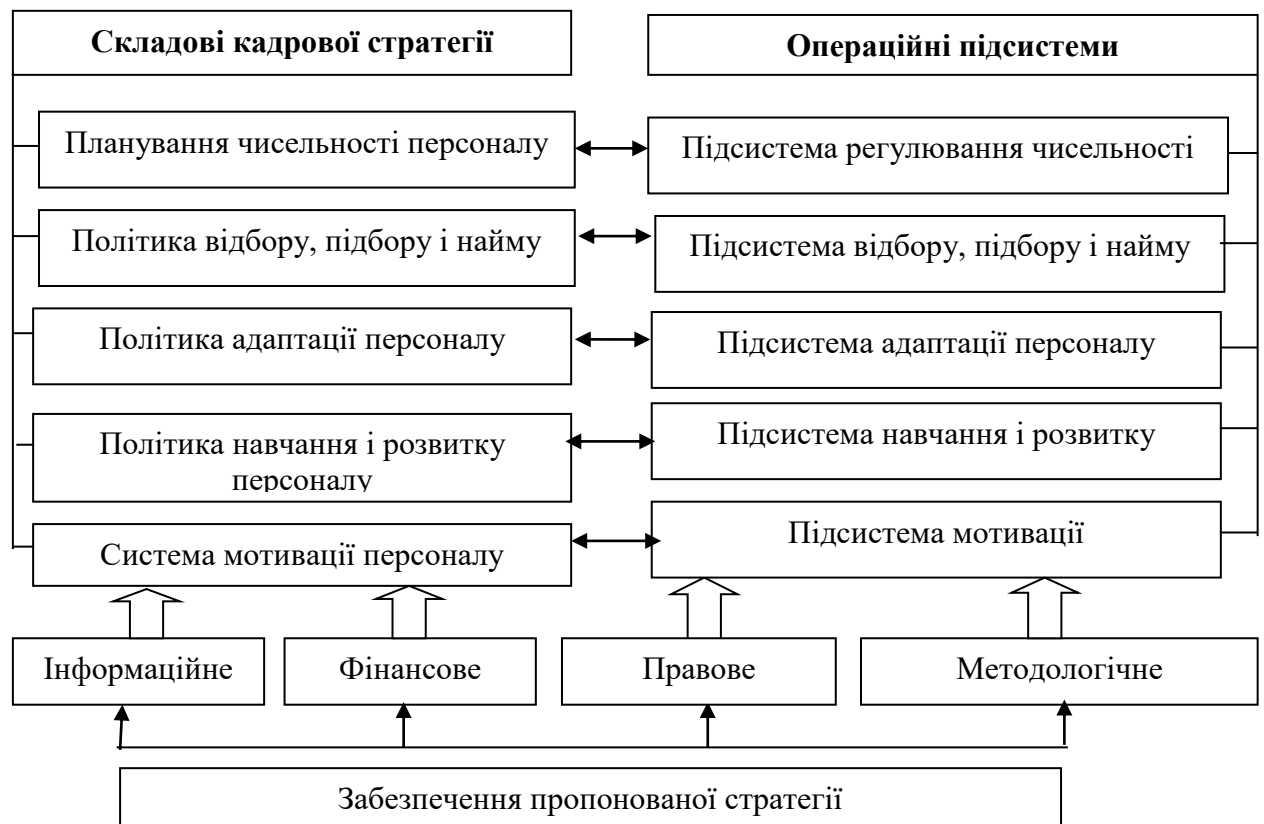 Складові кадрової стратегії
Операційні підсистеми
Планування чисельності персоналу
Підсистема регулювання чисельності
Політика відбору, підбору і найму
Підсистема відбору, підбору і найму
Політика адаптації персоналу
Підсистема адаптації персоналу
Політика навчання і розвитку
персоналу
Підсистема навчання і розвитку
Система мотивації персоналу
Підсистема мотивації
Інформаційне
Фінансове
Правове
Методологічне
Забезпечення пропонованої стратегії